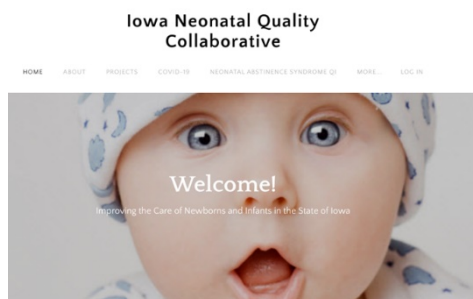 Iowa Neonatal Quality
Collaborative
HOME ABOUT PROJECTS COVID-19 NEONATAL ABSTINENCE SYNDROME QI MORE... LOG IN
Welcome!
Improving the Care of Newborns and Infants in the State of Iowa